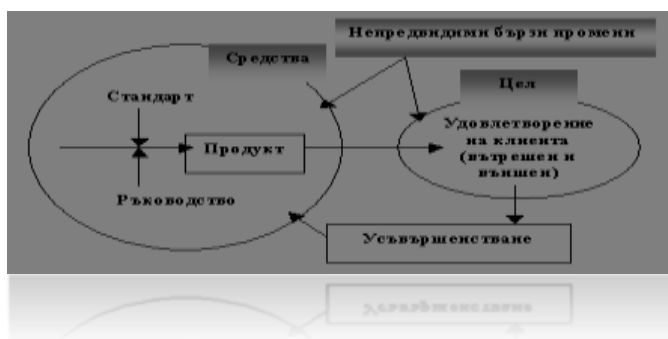 Непредвидими бързи промени
Средства
Цел
Стандарт
Удовлетворение
на клиента
(вътрешен и
външен)
Продукт
Ръководство
Усъвършенстване